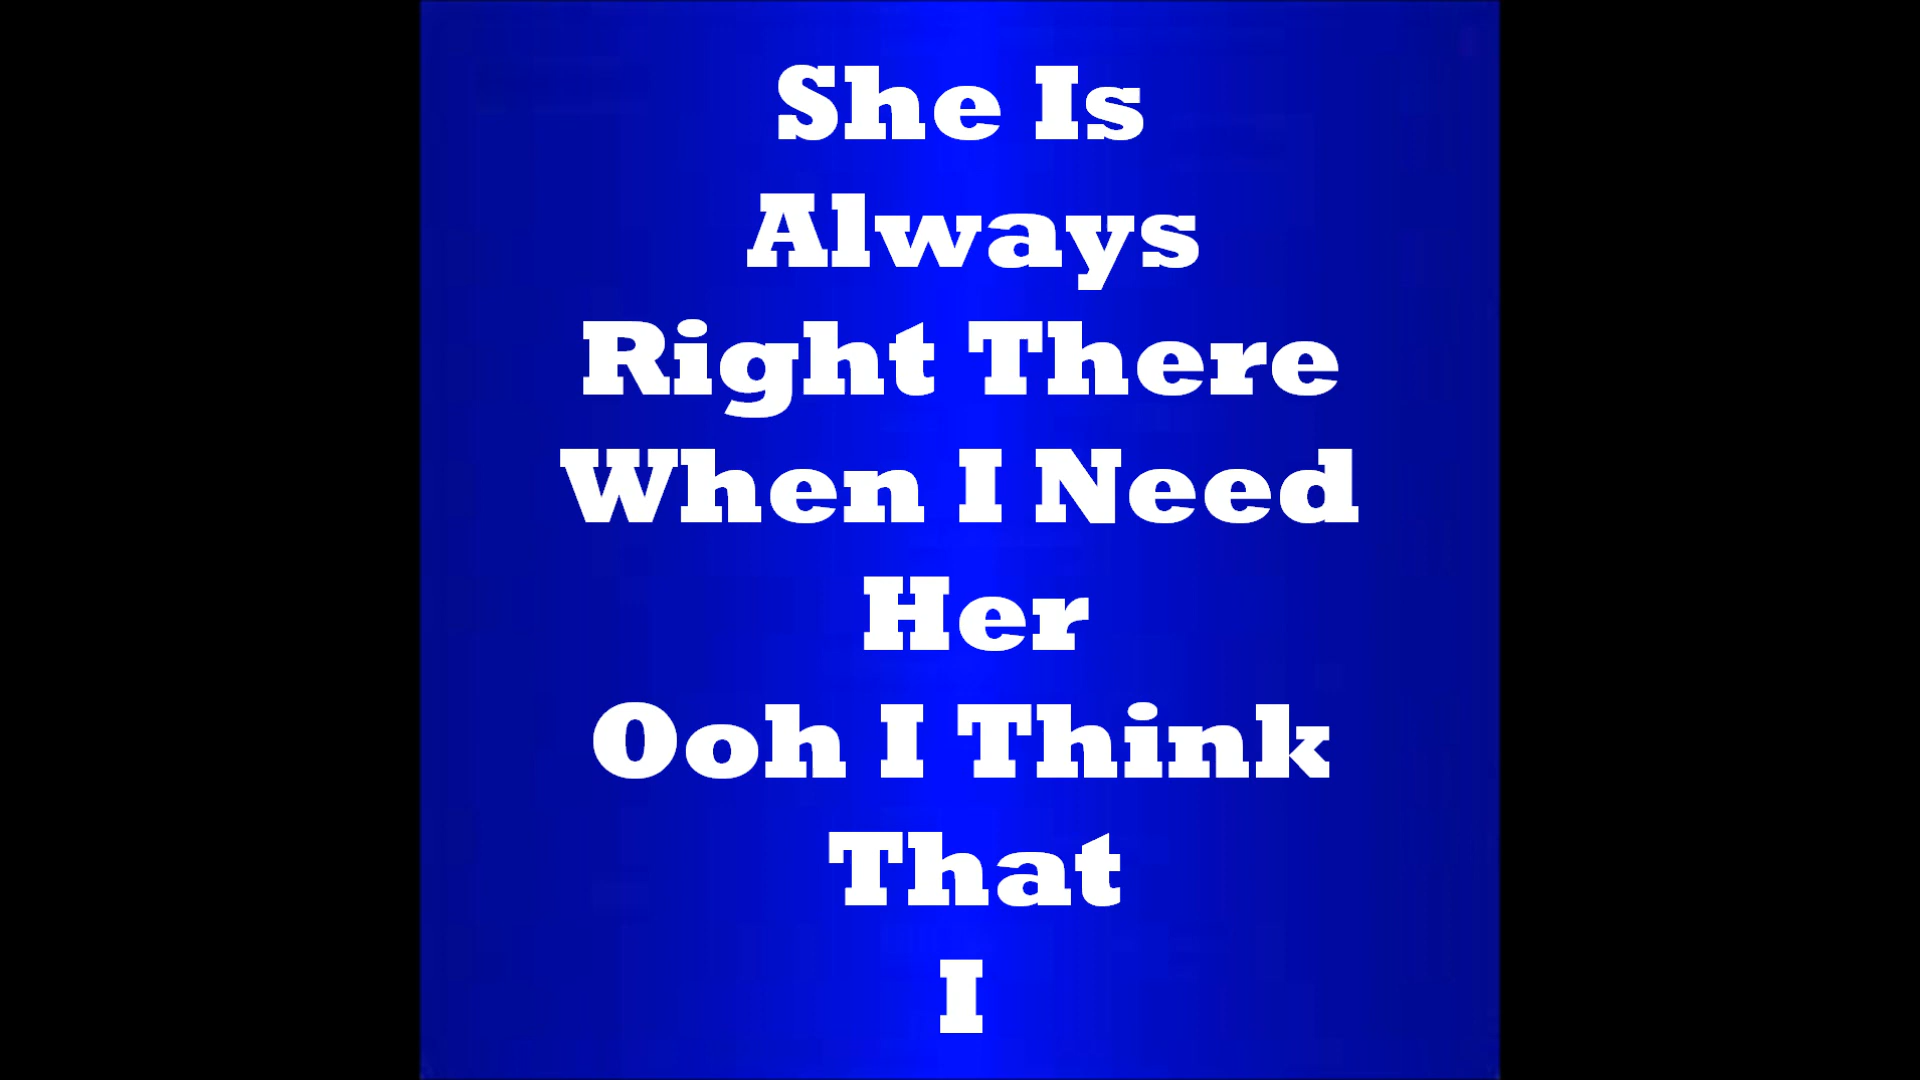 She Is
Always
Right There
When I Need
Her
Ooh I Think
That
I